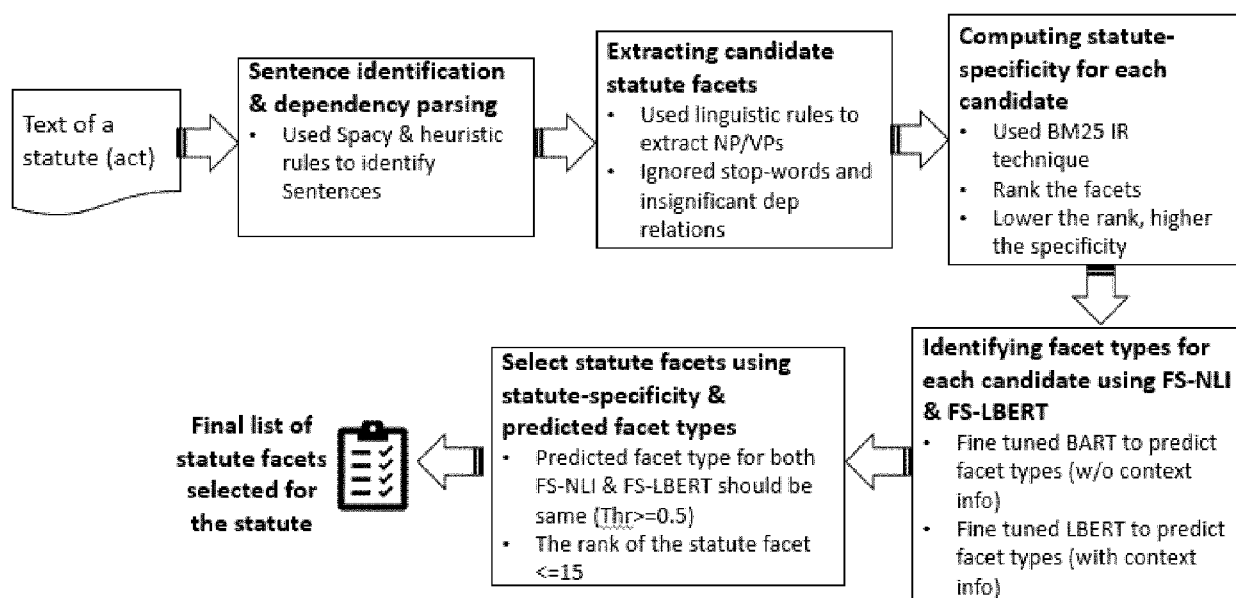 Text of a
statute (act)
Sentence identification
& dependency parsing
• Used Spacy & heuristic
rules to identify
Sentences
Extracting candidate
statute facets
• Used linguistic rules to
extract NP/VPs
• Ignored stop-words and
insignificant dep
relations
Computing statute-
specificity for each
candidate
• Used BM25 IR
technique
• Rank the facets
• Lower the rank, higher
the specificity
Identifying facet types for
each candidate using FS-NLI
& FS-LBERT
• Fine tuned BART to predict
facet types (w/o context
info)
• Fine tuned LBERT to predict
facet types (with context
info)
Select statute facets using
statute-specificity &
predicted facet types
• Predicted facet type for both
FS-NLI & FS-LBERT should be
same (Thr>=0.5)
• The rank of the statute facet
<=15
Final list of
statute facets
selected for
the statute